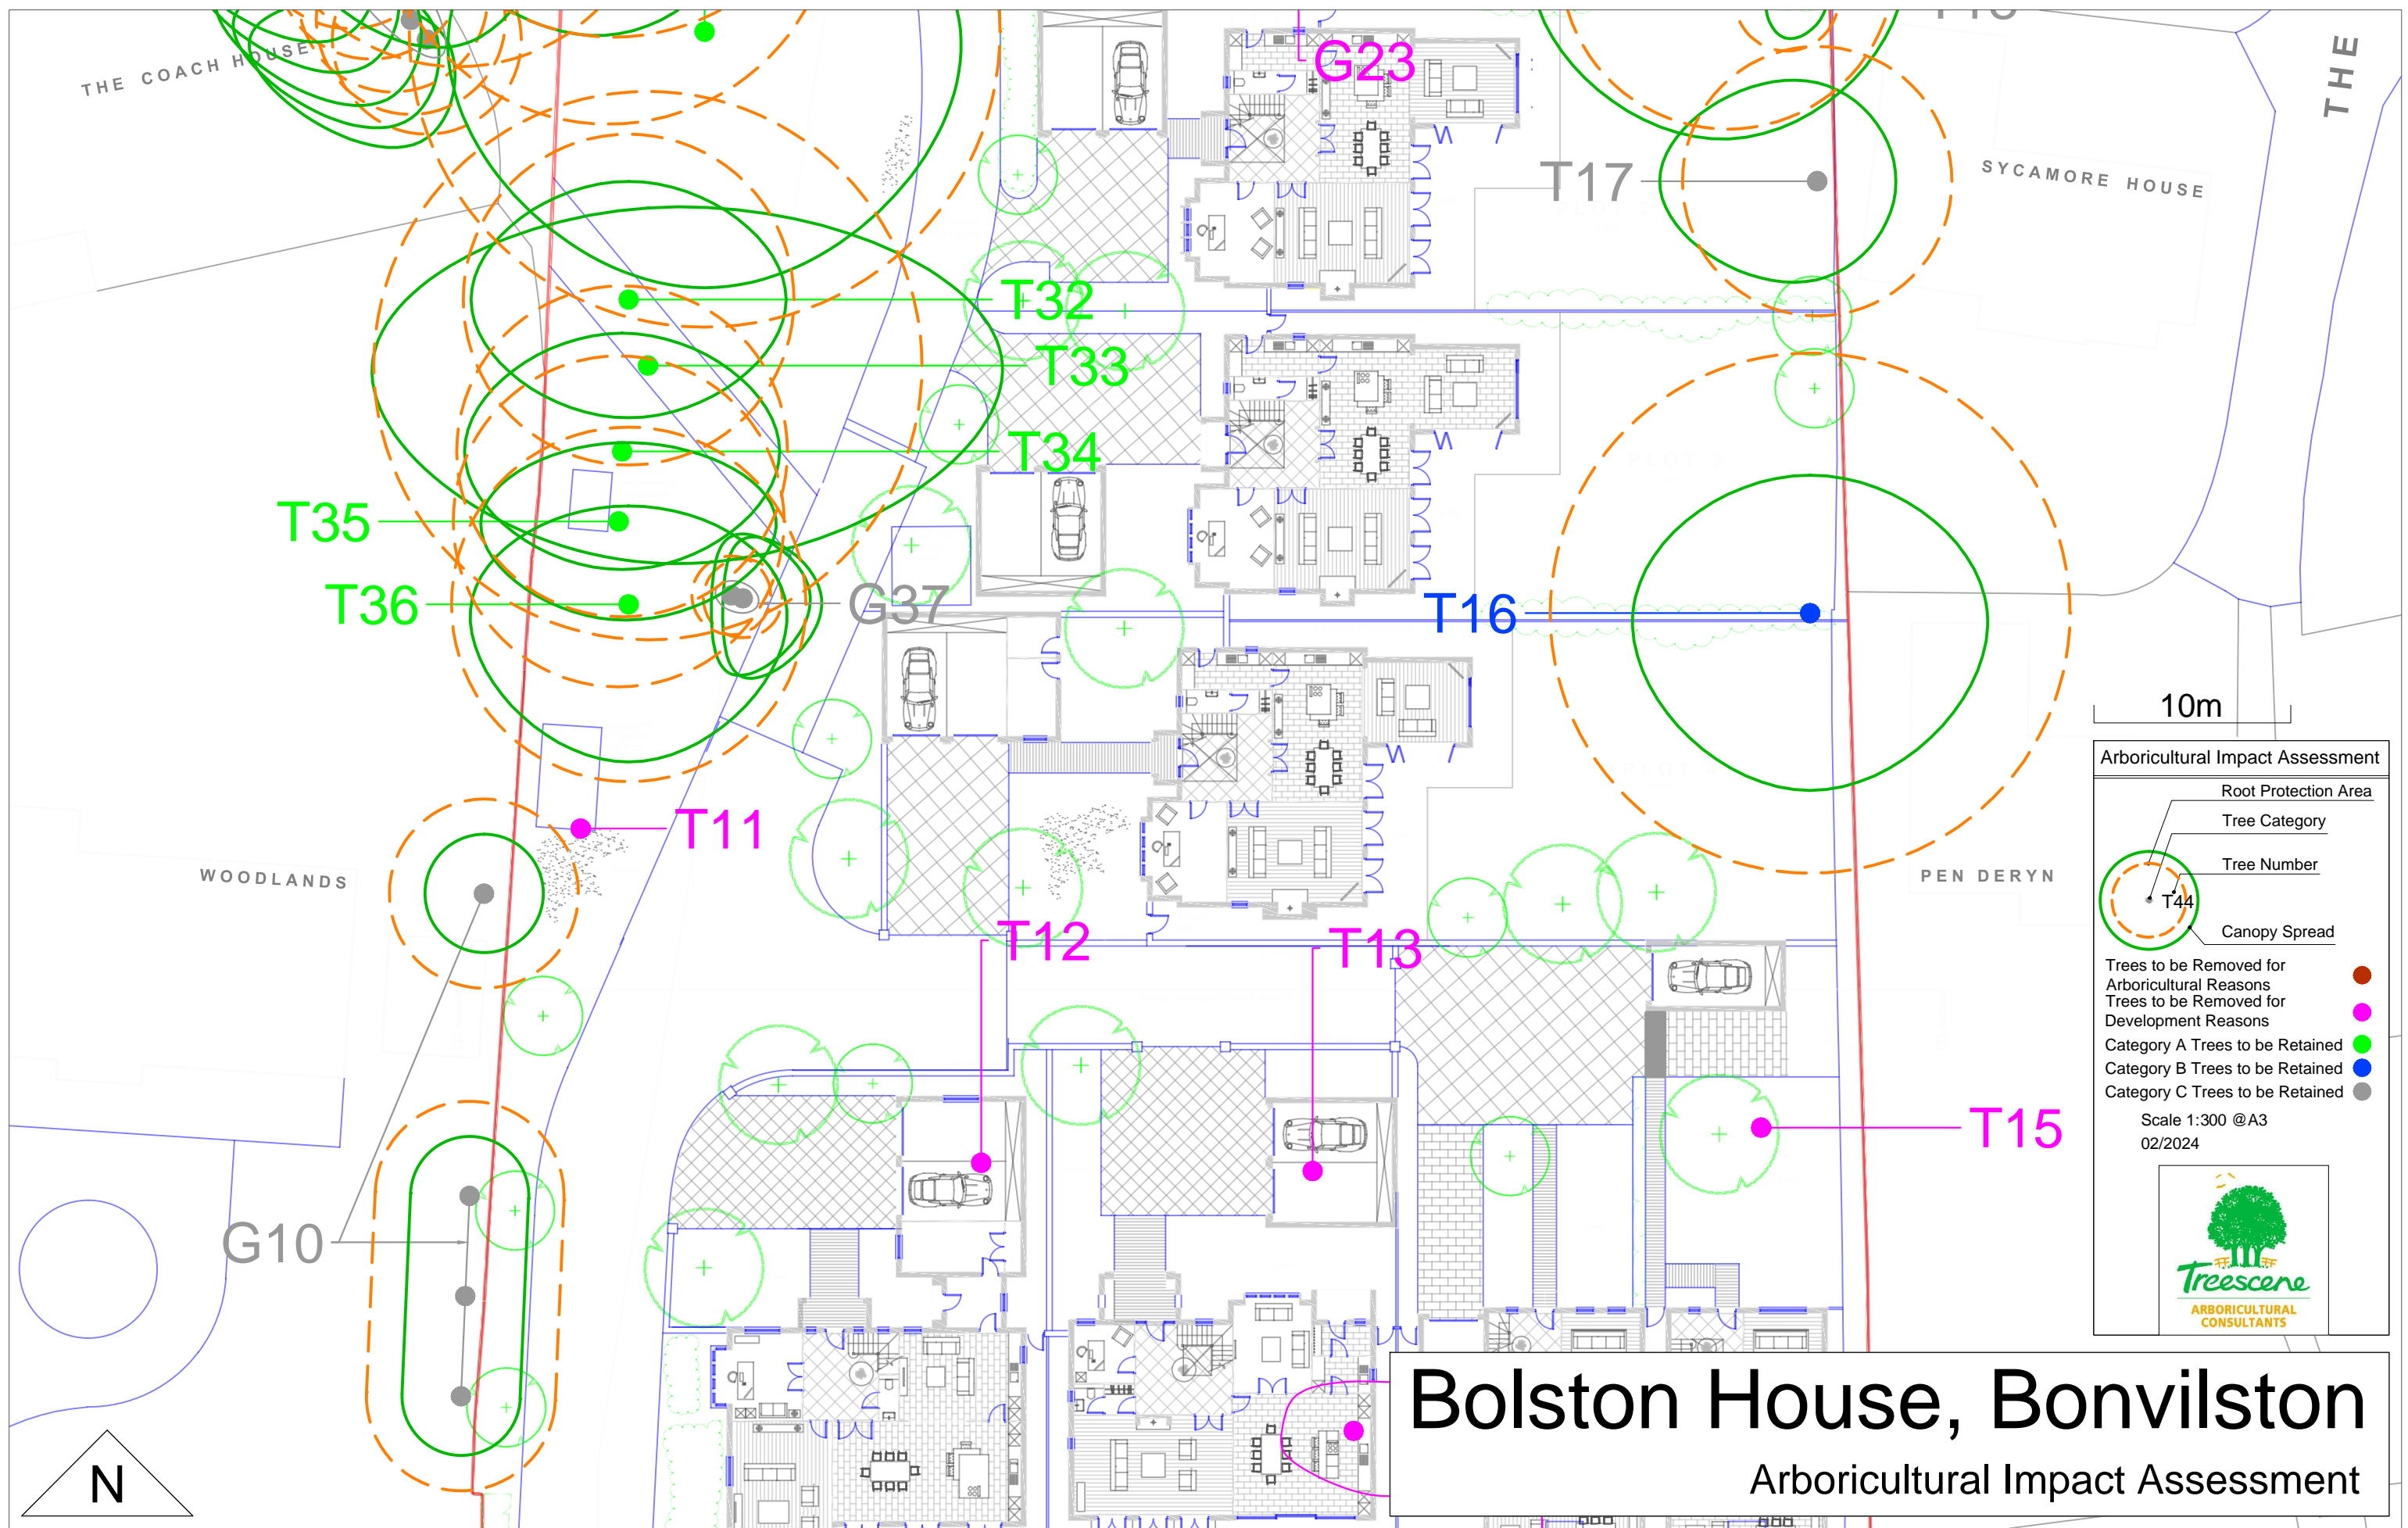 THE COACH HOUSE
G23
THE
T17
SYCAMORE HOUSE
T32
T33
T34
T35
T36
G37
T16
10m
Arboricultural Impact Assessment
Root Protection Area
Tree Category
Tree Number
T44
Canopy Spread
Trees to be Removed for
Arboricultural Reasons
Trees to be Removed for
Development Reasons
Category A Trees to be Retained
Category B Trees to be Retained
Category C Trees to be Retained
Scale 1:300 @A3
02/2024
Treescene
ARBORICULTURAL
CONSULTANTS
T11
WOODLANDS
PEN DERYN
T12
T13
T15
G10
N
Bolston House, Bonvilston
Arboricultural Impact Assessment